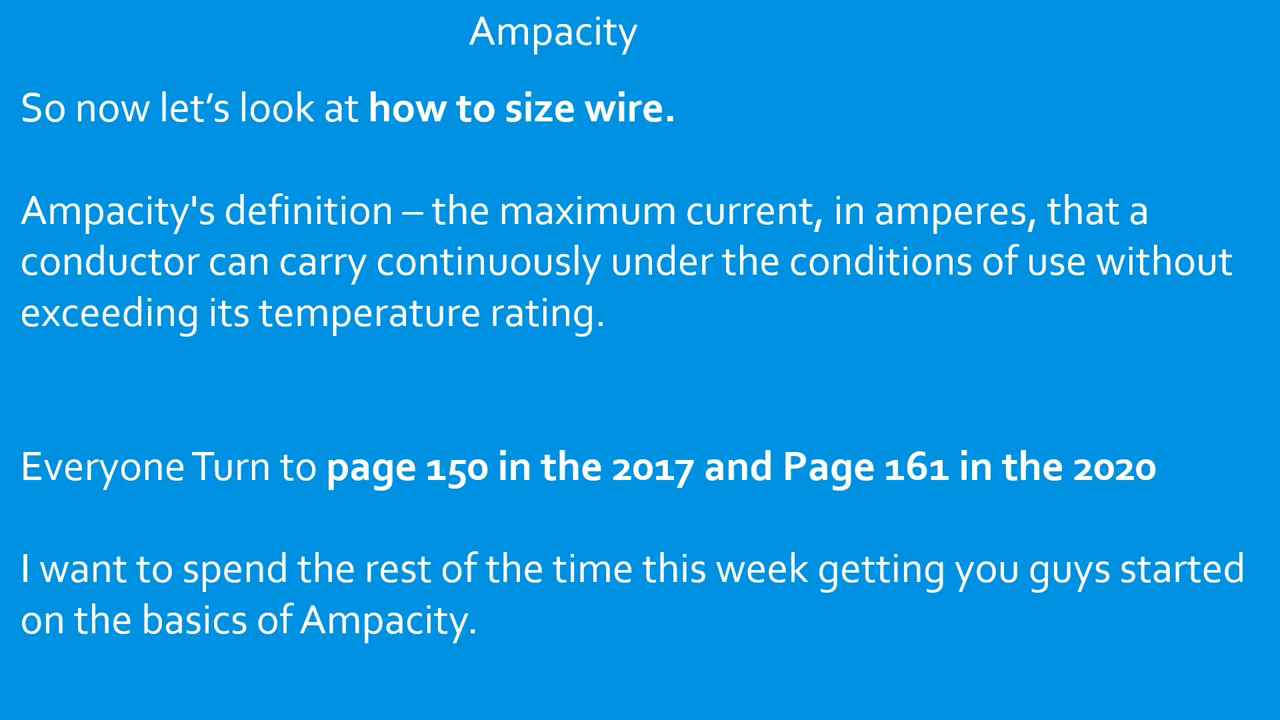 Ampacity
So now let’s look at how to size wire.
Ampacity's definition – the maximum current, in amperes, that a
conductor can carry continuously under the conditions of use without
exceeding its temperature rating.
Everyone Turn to page 150 in the 2017 and Page 161 in the 2020
I want to spend the rest of the time this week getting you guys started
on the basics of Ampacity.